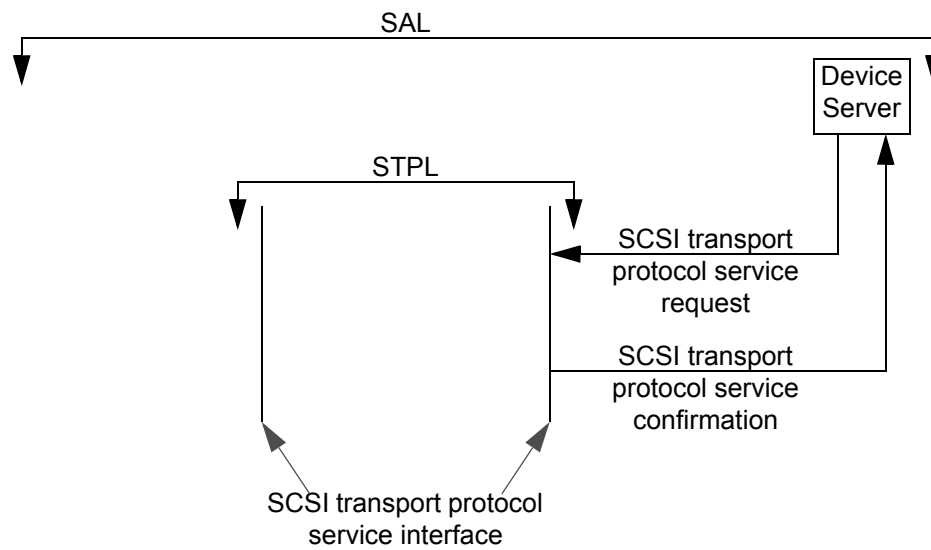 SAL
Device
Server
STPL
SCSI transport
protocol service
request
SCSI transport
protocol service
confirmation
SCSI transport protocol
service interface